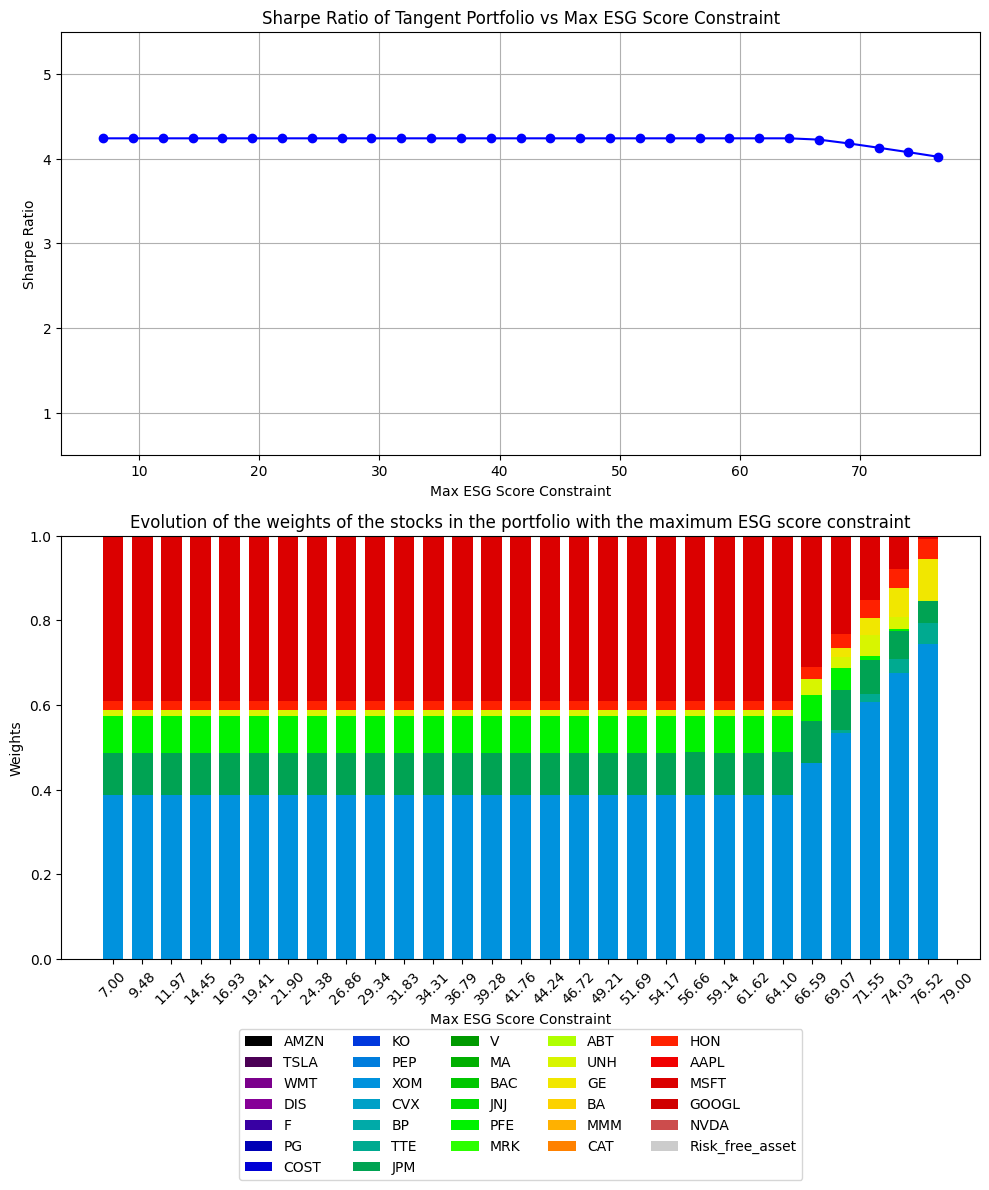 Sharpe Ratio of Tangent Portfolio vs Max ESG Score Constraint
5
4
3
2
1
Sharpe Ratio
10 20 30 40 50 60 70
Max ESG Score Constraint
Evolution of the weights of the stocks in the portfolio with the maximum ESG score constraint
1.0
0.8
0.6
0.4
0.2
0.0
Weights
7.00 9.48 11.97 14.45 16.93 19.41 21.90 24.38 26.86 29.34 31.83 34.31 36.79 39.28 41.76 44.24 46.72 49.21 51.69 54.17 56.66 59.14 61.62 64.10 66.59 69.07 71.55 74.03 76.52 79.00
Max ESG Score Constraint
AMZN KO V ABT HON
TSLA PEP MA UNH AAPL
WMT XOM BAC GE MSFT
DIS CVX JNJ BA GOOGL
F BP PFE MMM NVDA
PG TTE MRK CAT Risk_free_asset
COST JPM